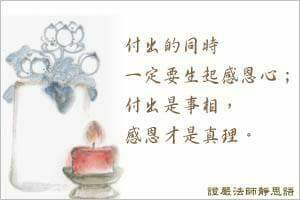 付出的同時
一定要生起感恩心；
付出是事相，
感恩才是真理。
證嚴法師靜思語